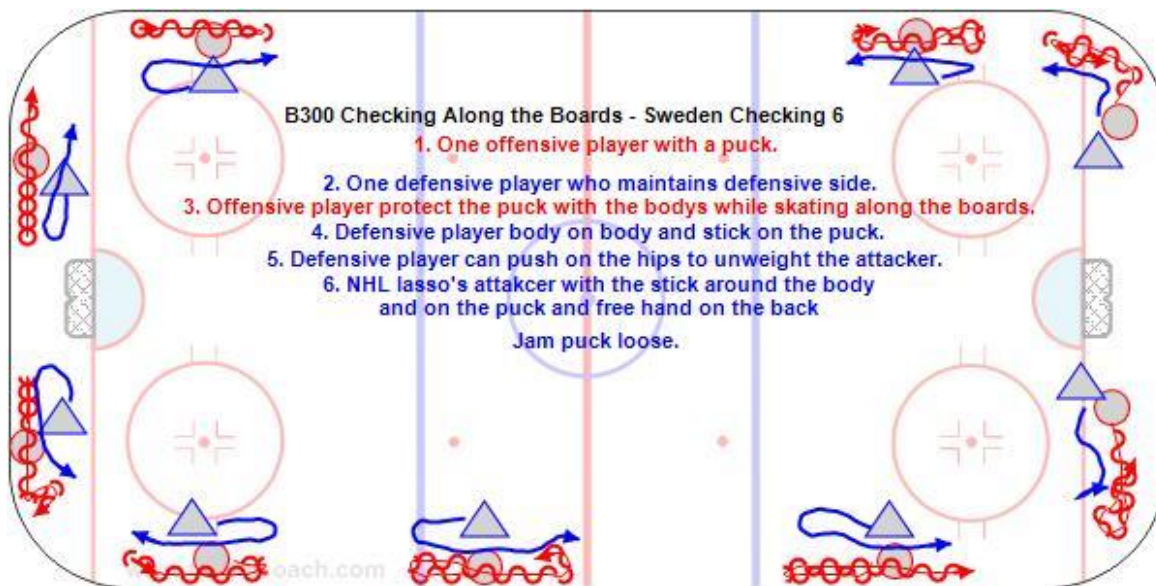 B300 Checking Along the Boards - Sweden Checking 6
1. One offensive player with a puck.
2. One defensive player who maintains defensive side.
3. Offensive player protect the puck with the bodys while skating along the boards.
4. Defensive player body on body and stick on the puck.
5. Defensive player can push on the hips to unweight the attacker.
6. NHL lasso's attakcer with the stick around the body
and on the puck and free hand on the back
Jam puck loose.
oach.com